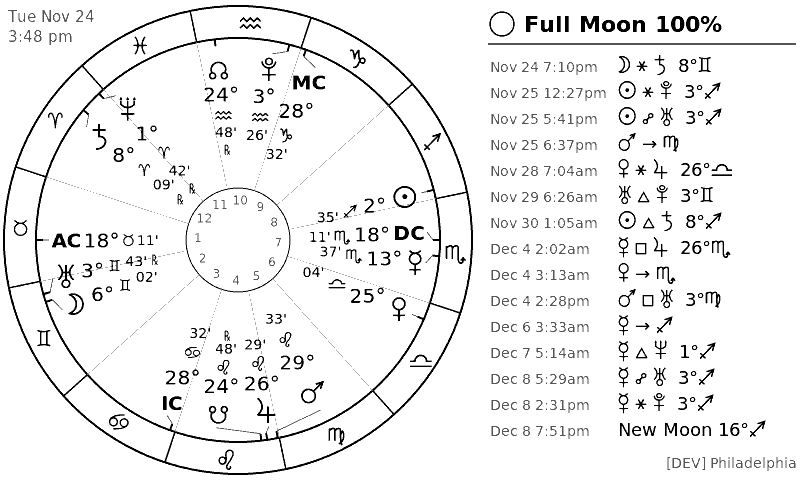 Tue Nov 24
3:48 pm
Full Moon 100%
Nov 24 7:10pm ☽ ⚹ ♄ 8°♊
Nov 25 12:27pm ☉ ⚹ ♇ 3°♐
Nov 25 5:41pm ☉ ☍ ♅ 3°♐
Nov 25 6:37pm ♂ → ♍
Nov 28 7:04am ♀ ⚹ ♃ 26°♎
Nov 29 6:26am ♅ △ ♇ 3°♊
Nov 30 1:05am ☉ △ ♄ 8°♐
Dec 4 2:02am ☿ □ ♃ 26°♏
Dec 4 3:13am ♀ → ♏
Dec 4 2:28pm ♂ □ ♅ 3°♍
Dec 6 3:33am ☿ → ♐
Dec 7 5:14am ☿ △ ♆ 1°♐
Dec 8 5:29am ☿ ☍ ♅ 3°♐
Dec 8 2:31pm ☿ ⚹ ♇ 3°♐
Dec 8 7:51pm New Moon 16°♐
[DEV] Philadelphia
♒
♓
♑
♈
♐
♉
♏
♊
♎
♋
♍
♌
☊ 24° ♒ 48' ℞
♇ 3° ♒ 26'
MC 28° ♑ 32'
♆ 1° ♈ 42' ℞
♄ 8° ♈ 09' ℞
AC 18° ♉ 11'
♅ 3° ♊ 43' ℞
☽ 6° ♊ 02'
35' ♐ 2° ☉
11' ♏ 18° DC
37' ♏ 13° ☿
04' ♎ 25° ♀
32' ♋ 28° IC
℞ 48' ♌ 24° ☋
29' ♌ 26° ♃
33' ♌ 29° ♂
1
2
3
4
5
6
7
8
9
10
11
12